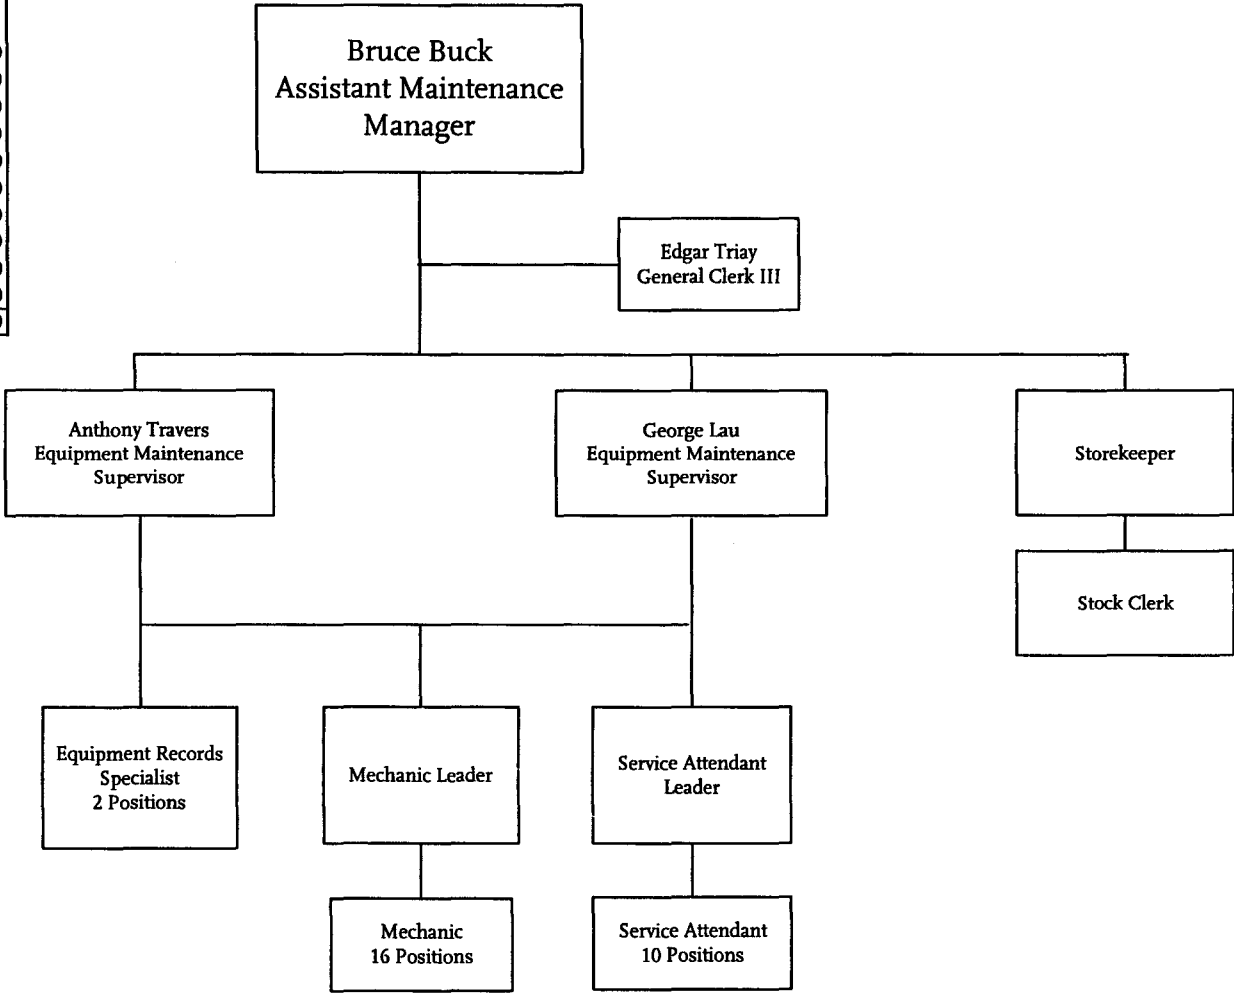 Bruce Buck
Assistant Maintenance
Manager
Edgar Triay
General Clerk III
Anthony Travers
Equipment Maintenance
Supervisor
George Lau
Equipment Maintenance
Supervisor
Storekeeper
Stock Clerk
Equipment Records
Specialist
2 Positions
Mechanic Leader
Service Attendant
Leader
Mechanic
16 Positions
Service Attendant
10 Positions